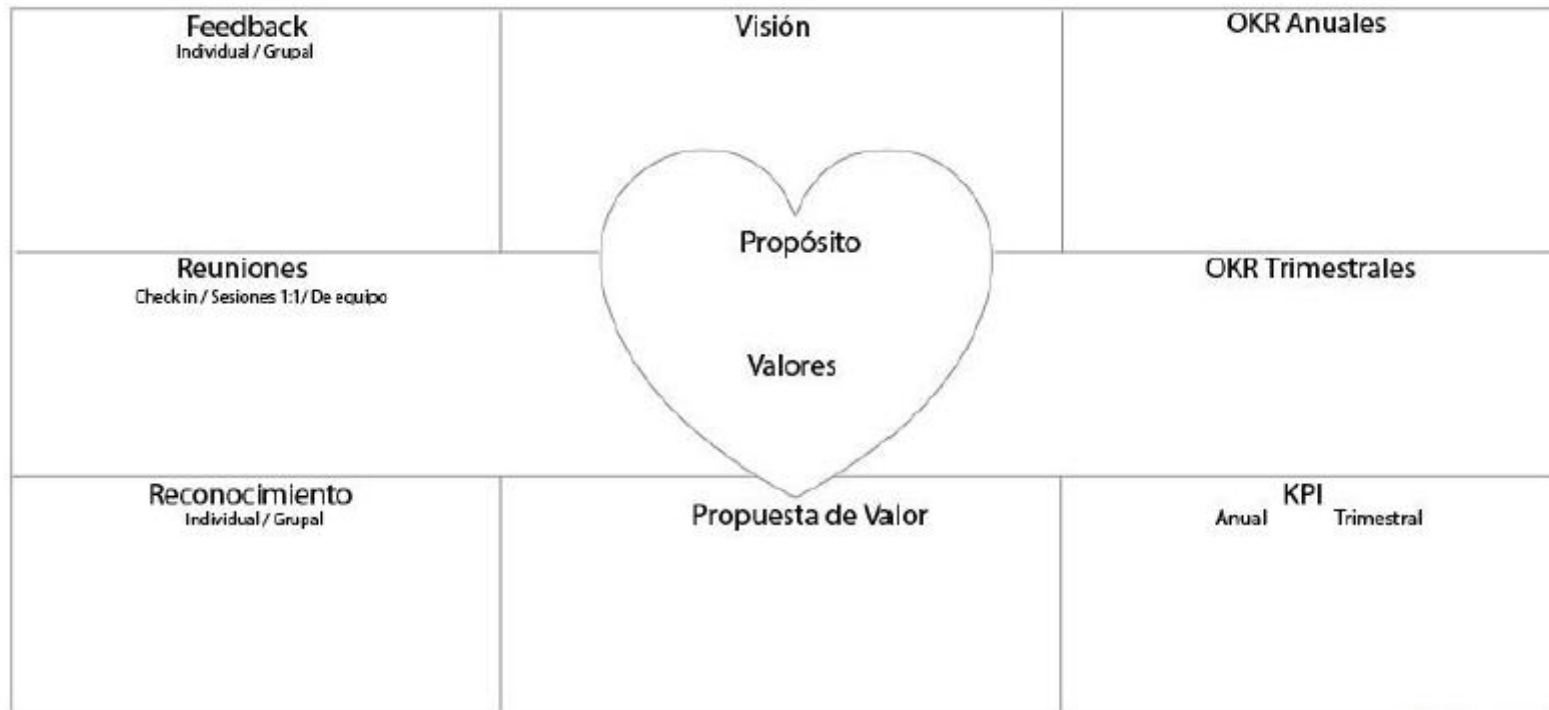 Feedback
Individual / Grupal
Visión
OKR Anuales
Propósito
Valores
Reuniones
Check in / Sesiones 1:1/ De equipo
OKR Trimestrales
Reconocimiento
Individual / Grupal
Propuesta de Valor
KPI
Anual Trimestral